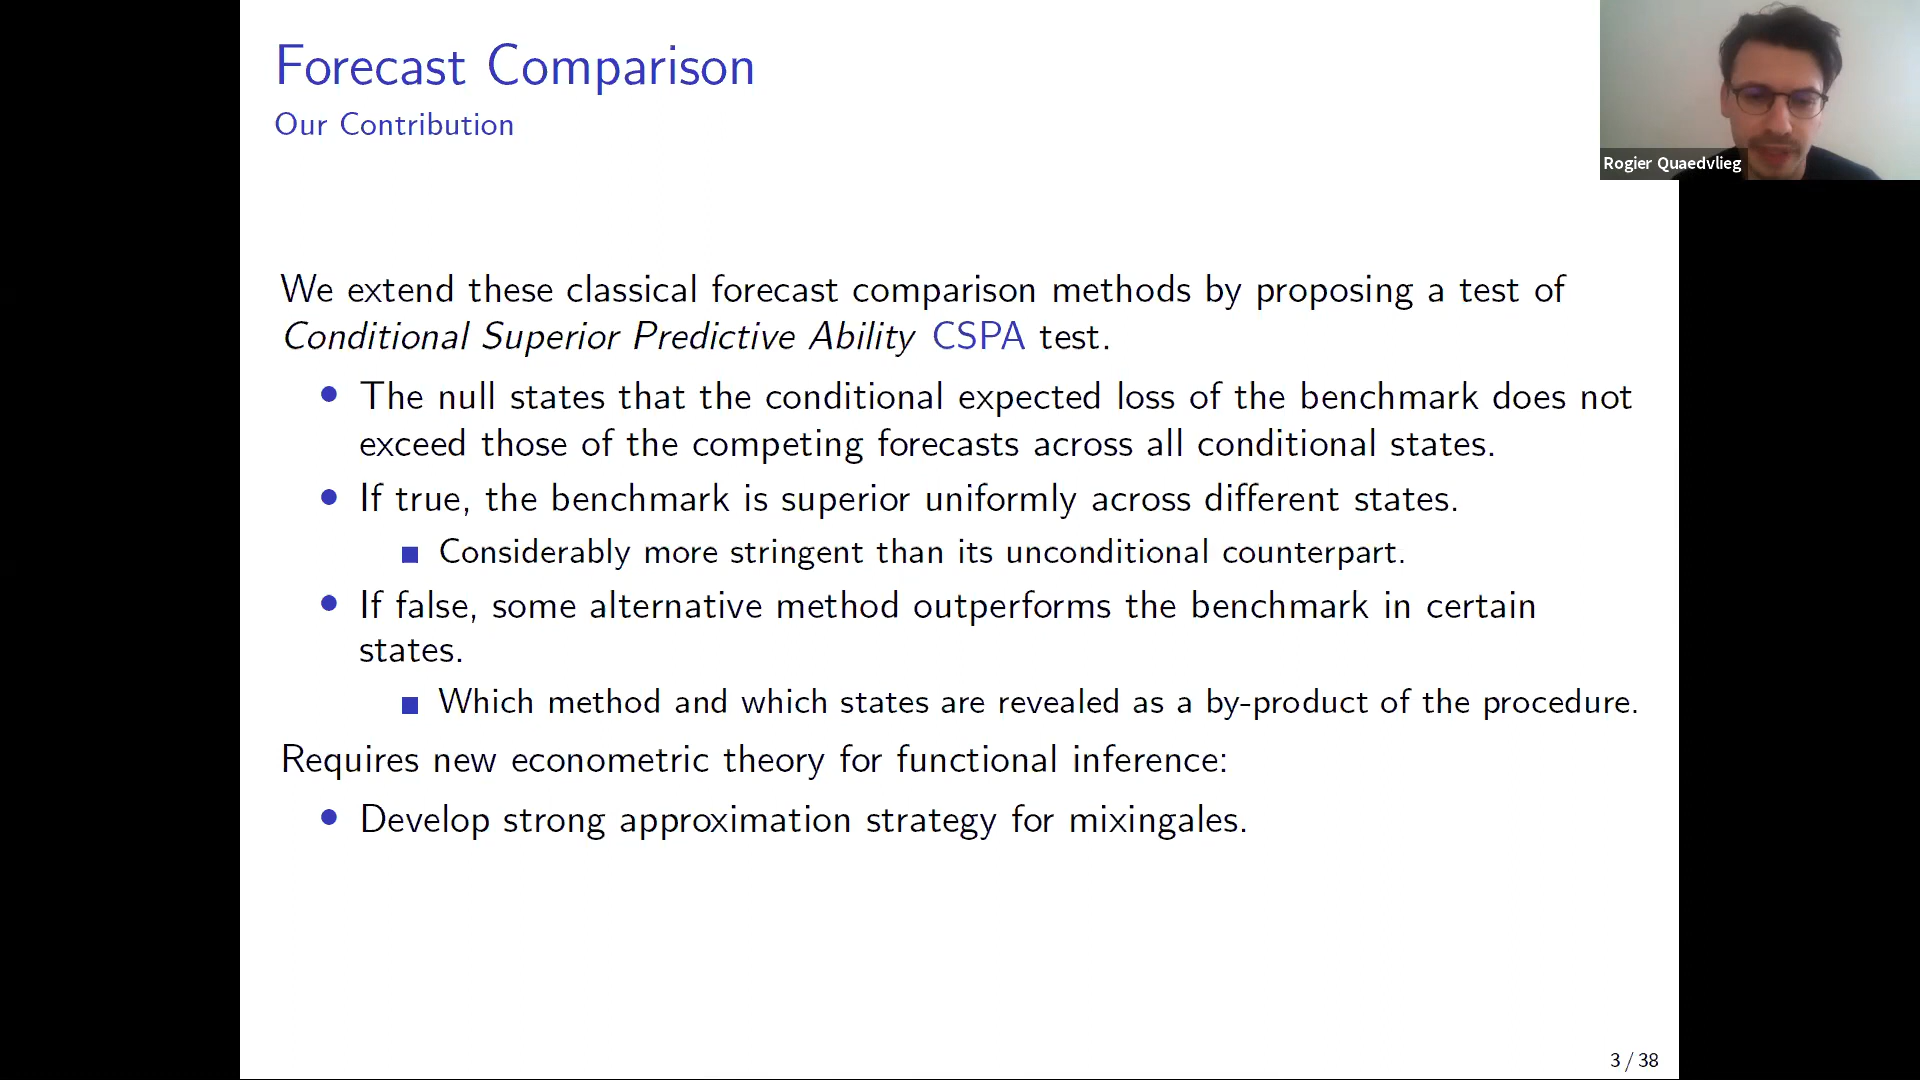 Forecast Comparison
Our Contribution
Rogier Quaedvlieg
We extend these classical forecast comparison methods by proposing a test of
Conditional Superior Predictive Ability CSPA test.
• The null states that the conditional expected loss of the benchmark does not
exceed those of the competing forecasts across all conditional states.
• If true, the benchmark is superior uniformly across different states.
■ Considerably more stringent than its unconditional counterpart.
• If false, some alternative method outperforms the benchmark in certain
states.
■ Which method and which states are revealed as a by-product of the procedure.
Requires new econometric theory for functional inference:
• Develop strong approximation strategy for mixingales.
3 / 38